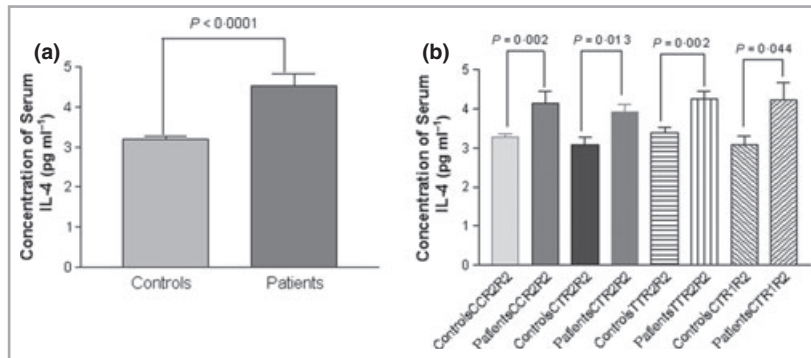 (a)
P < 0·0001
Concentration of Serum
IL-4 (pg ml⁻¹)
5
4
3
2
1
0
Controls
Patients
(b)
P = 0·002
P = 0·013
P = 0·002
P = 0·044
Concentration of Serum
IL-4 (pg ml⁻¹)
5
4
3
2
1
0
ControlsCCR2R2
PatientsCCR2R2
ControlsCTR2R2
PatientsCTR2R2
ControlsTTR2R2
PatientsTTR2R2
ControlsCTR1R2
PatientsCTR1R2